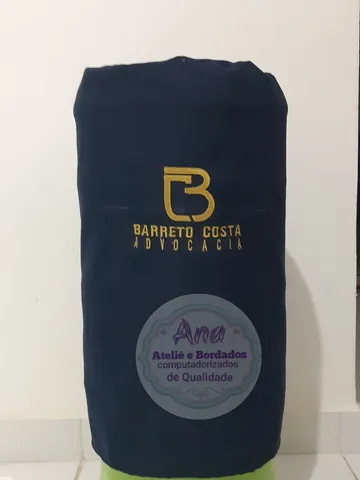 B
BARRETO COSTA
ADVOCACIA
Ana
Ateliê e Bordados
computadorizados
de Qualidade